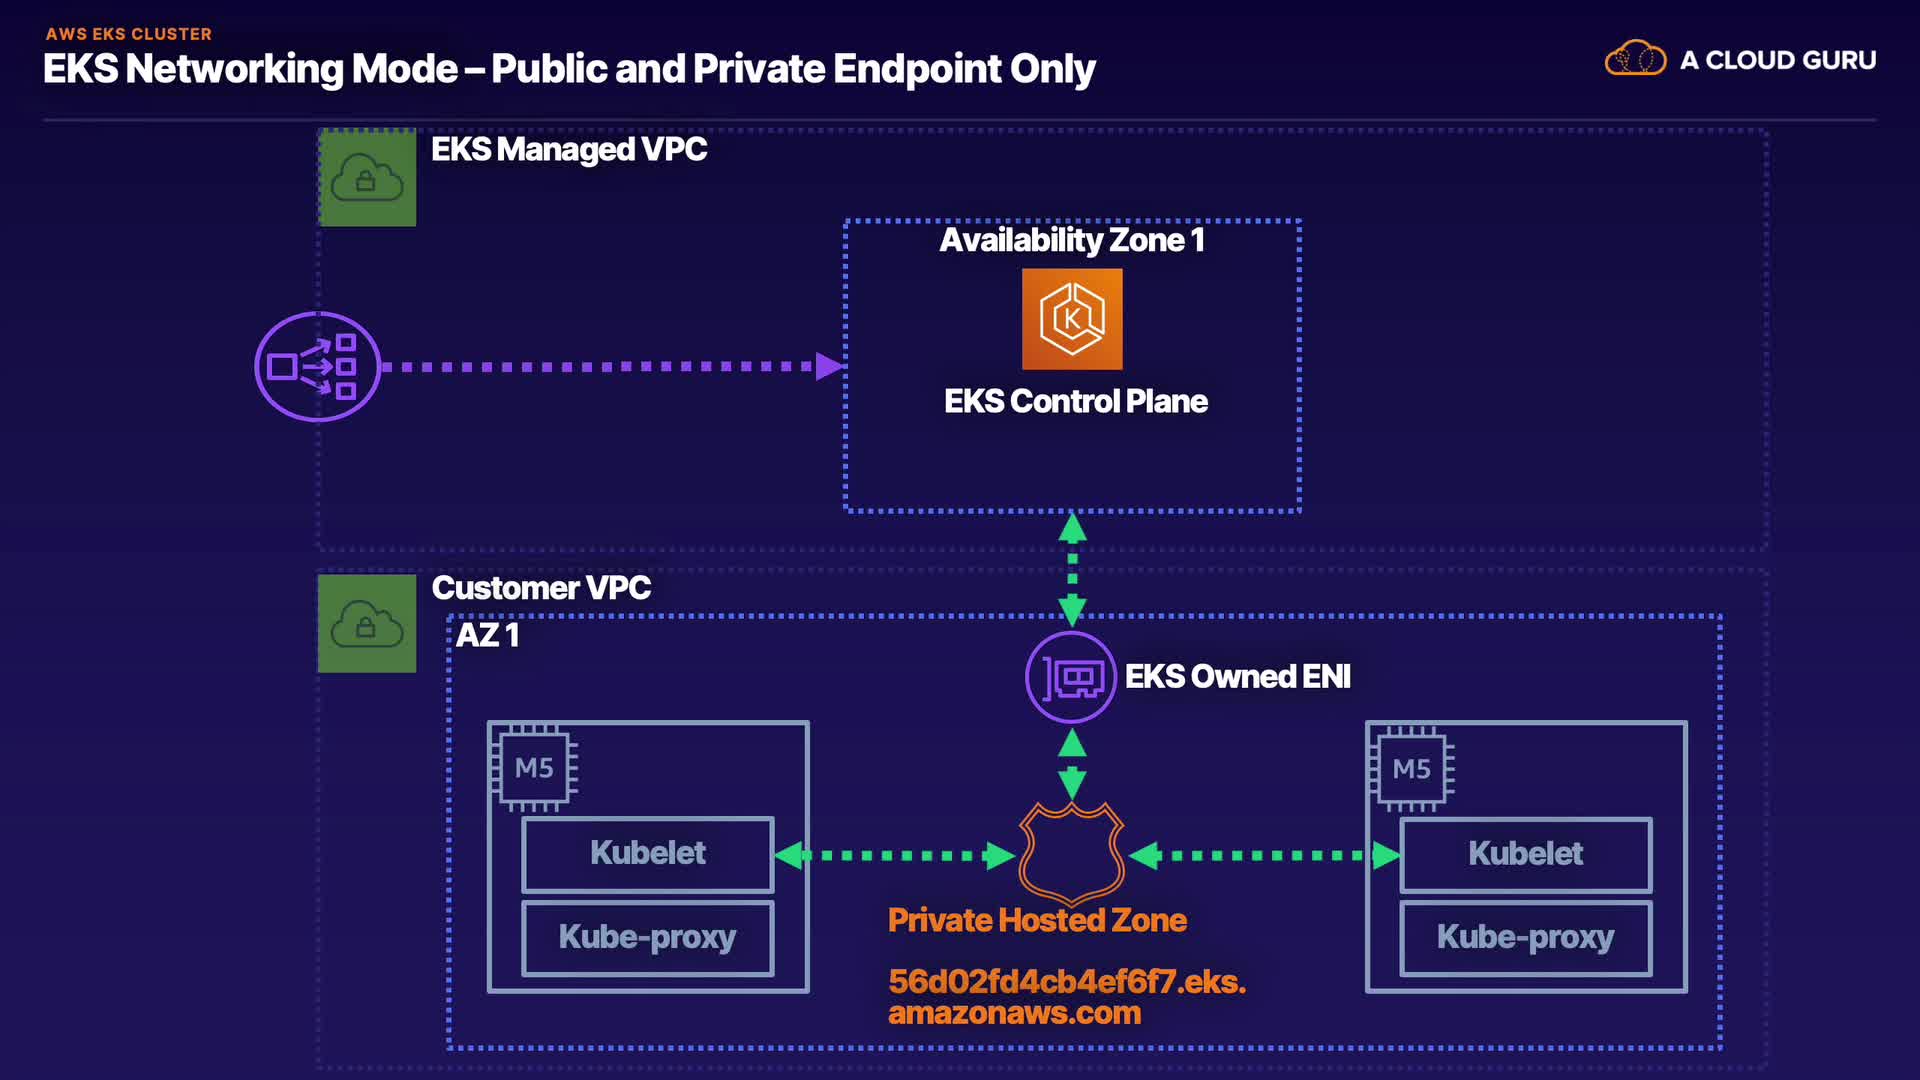 AWS EKS CLUSTER
EKS Networking Mode – Public and Private Endpoint Only
A CLOUD GURU
EKS Managed VPC
Availability Zone 1
K
EKS Control Plane
Customer VPC
AZ 1
EKS Owned ENI
M5
Kubelet
Kube-proxy
M5
Kubelet
Kube-proxy
Private Hosted Zone
56d02fd4cb4ef6f7.eks.
amazonaws.com